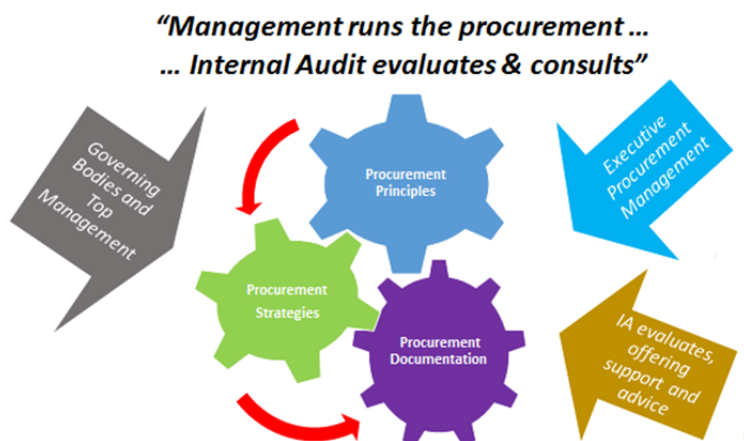 “Management runs the procurement ...
... Internal Audit evaluates & consults”
Governing
Bodies and
Top
Management
Procurement
Principles
Executive
Procurement
Management
Procurement
Strategies
Procurement
Documentation
IA evaluates,
offering
support and
advice